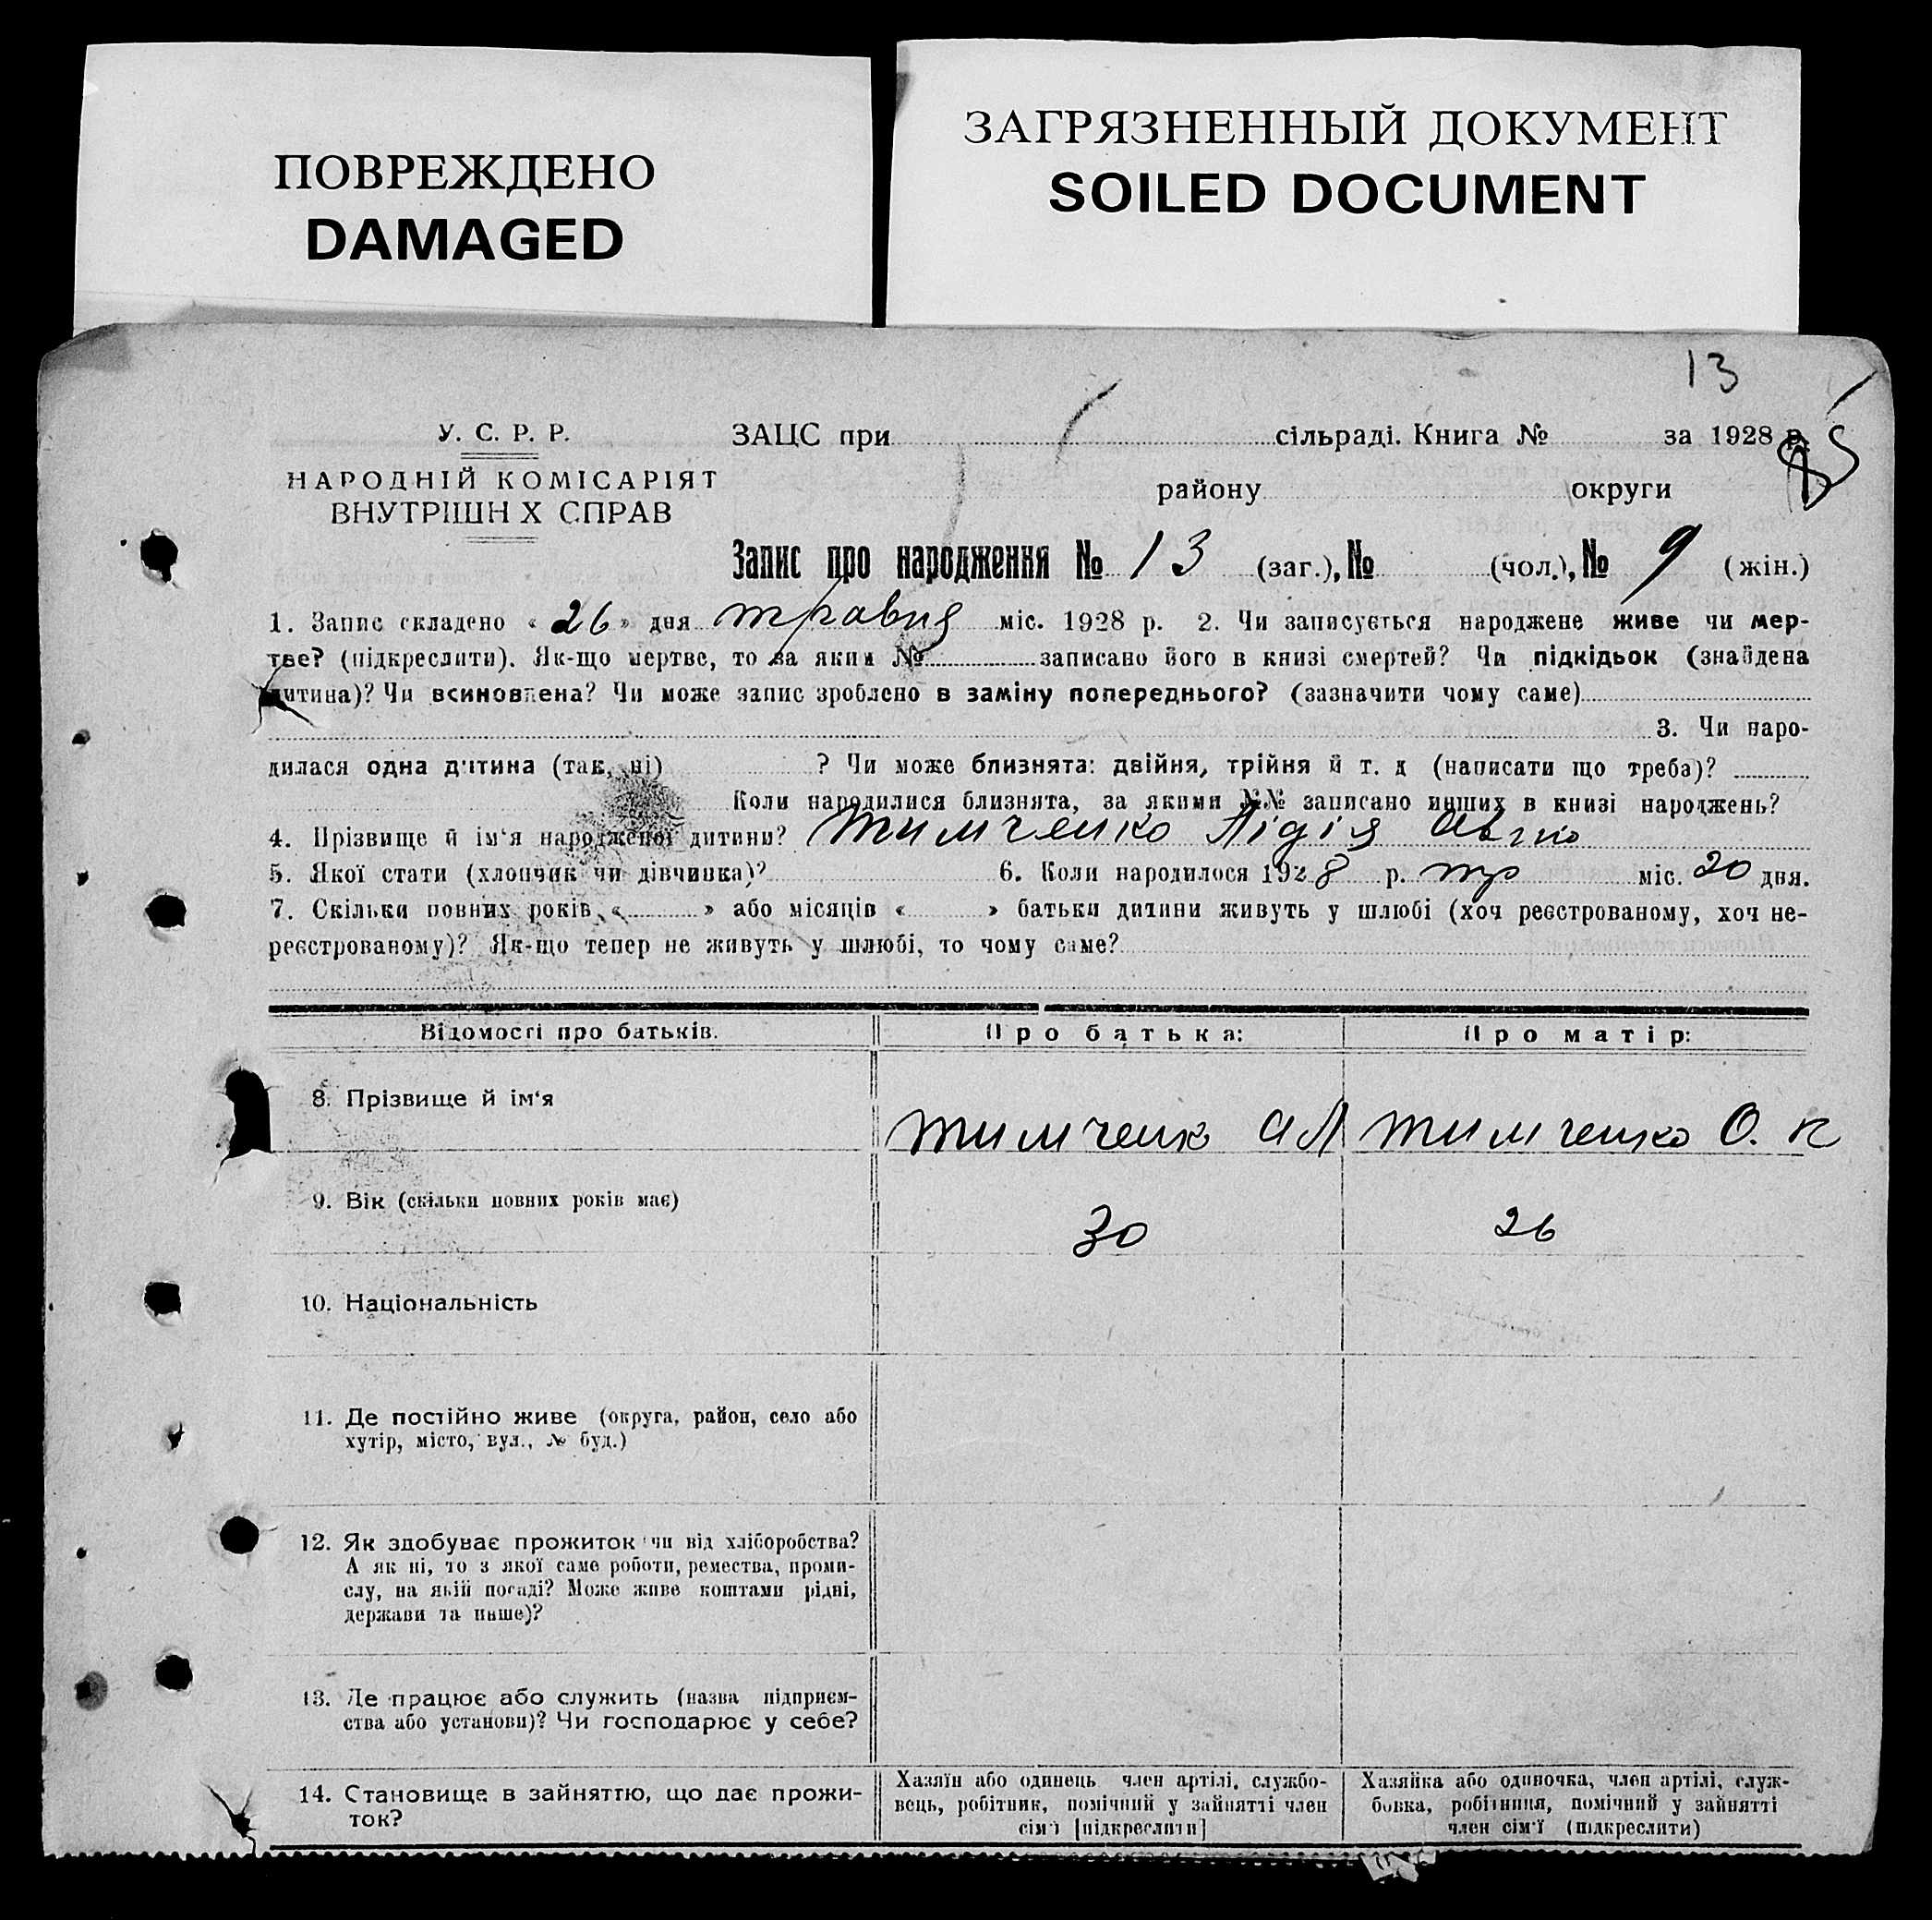 ПОВРЕЖДЕНО
DAMAGED
ЗАГРЯЗНЕННЫЙ ДОКУМЕНТ
SOILED DOCUMENT
13
У. С. Р. Р.
НАРОДНІЙ КОМІСАРІЯТ
ВНУТРІШН Х СПРАВ
ЗАЦС при сільраді. Книга № за 1928 р.
85
району округи
Запис про народження № 13 (заг.), № (чол.), № 9 (жін.)
1. Запис складено «26» дня травня міс. 1928 р. 2. Чи записується народжене живе чи мер-
тве? (підкреслити). Як-що мертве, то за яким № записано його в книзі смертей? Чи підкідьок (знайдена
дитина)? Чи всиновлена? Чи може запис зроблено в заміну попереднього? (зазначити чому саме)
3. Чи наро-
дилася одна дитина (так, ні) ? Чи може близнята: двійня, трійня й т. д (написати що треба)?
Коли народилися близнята, за якими №№ записано инших в книзі народжень?
4. Прізвище й ім'я народженої дитини? Тимченко Лідія
5. Якої стати (хлопчик чи дівчинка)? 6. Коли народилося 1928 р. тр міс. 20 дня.
7. Скільки повних років « » або місяців « » батьки дитини живуть у шлюбі (хоч реєстрованому, хоч не-
реєстрованому)? Як-що тепер не живуть у шлюбі, то чому саме?
Відомості про батьків. Про батька: Про матір:
8. Прізвище й ім'я Тимченк А Л Тимченко О. К
9. Вік (скільки повних років має) 30 26
10. Національність
11. Де постійно живе (округа, район, село або
хутір, місто, вул., № буд.)
12. Як здобуває прожиток чи від хліборобства?
А як ні, то з якої саме роботи, ремества, проми-
слу, на якій посаді? Може живе коштами рідні,
держави та инше)?
13. Де працює або служить (назва підприєм-
ства або установи)? Чи господарює у себе?
14. Становище в зайняттю, що дає прожи-
ток?
Хазяїн або одинець член артілі, службо-
вець, робітник, помічний у зайнятті член
сім'ї [підкреслити]
Хазяйка або одиночка, член артілі, служ-
бовка, робітниця, помічний у зайнятті
член сім'ї (підкреслити)